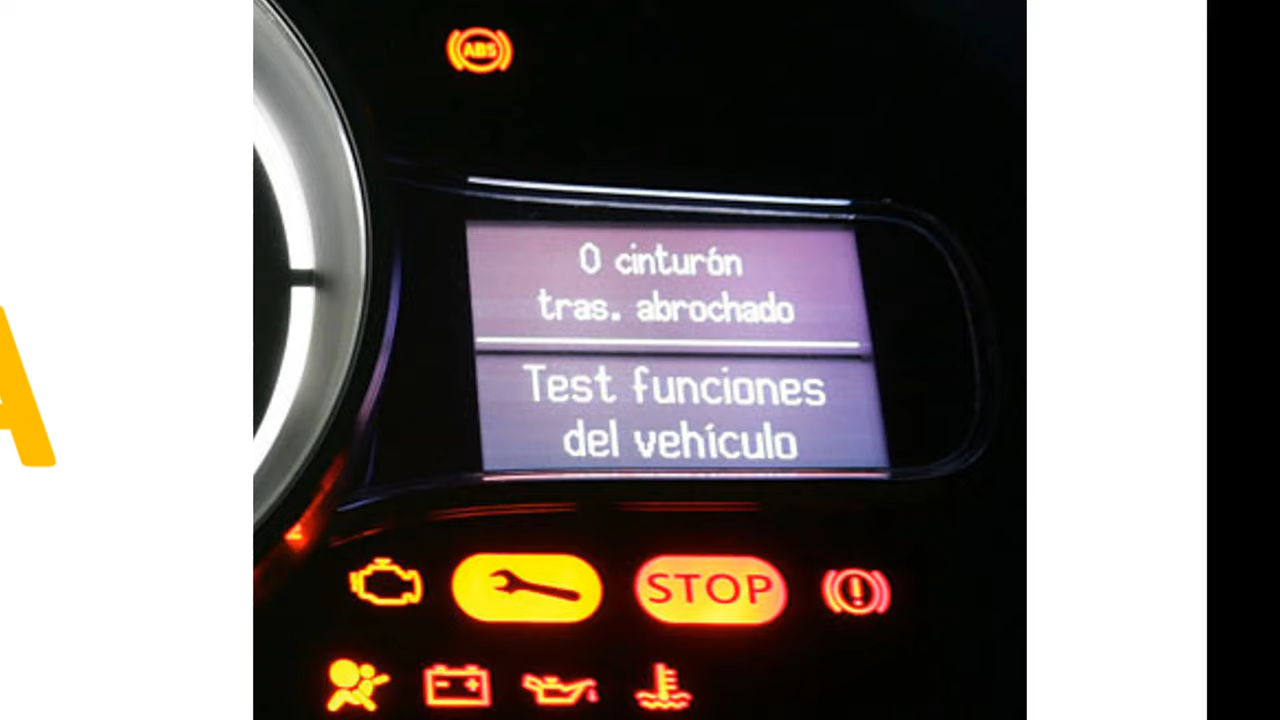 ABS
0 cinturón
tras. abrochado
Test funciones
del vehículo
STOP
A